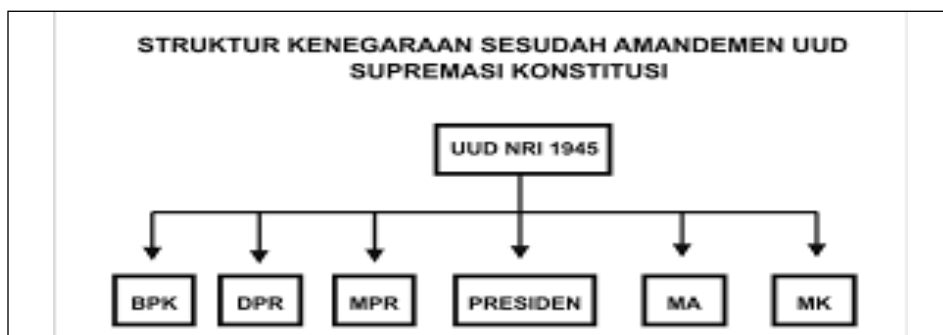 STRUKTUR KENEGARAAN SESUDAH AMANDEMEN UUD
SUPREMASI KONSTITUSI
UUD NRI 1945
BPK DPR MPR PRESIDEN MA MK